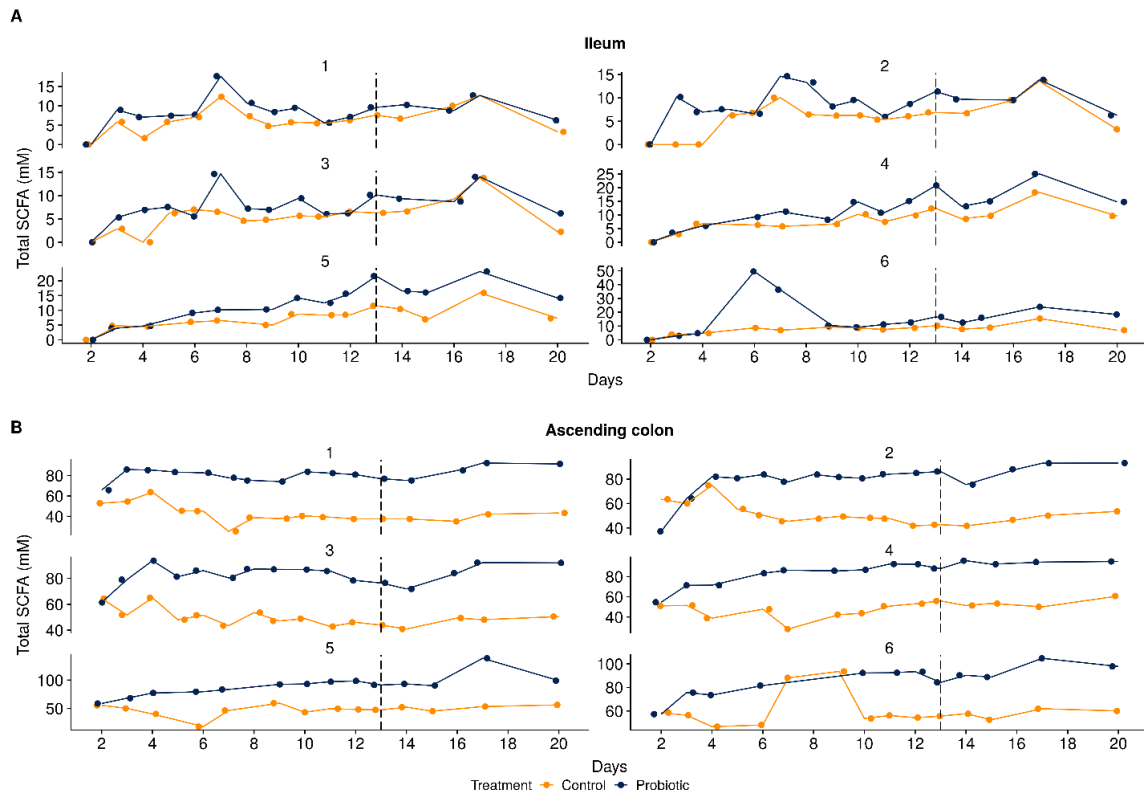 A
Ileum
1 2
15 15
10 10
5 5
0 0
3 4
15 25
10 20
5 15
0 10
5
0
5 6
20 50
15 40
10 30
5 20
0 10
0
2 4 6 8 10 12 14 16 18 20 2 4 6 8 10 12 14 16 18 20
Total SCFA (mM)
Days
B
Ascending colon
1 2
80 80
60 60
40 40
3 4
80 80
60 60
40 40
5 6
100 100
50 80
60
2 4 6 8 10 12 14 16 18 20 2 4 6 8 10 12 14 16 18 20
Total SCFA (mM)
Days
Treatment Control Probiotic